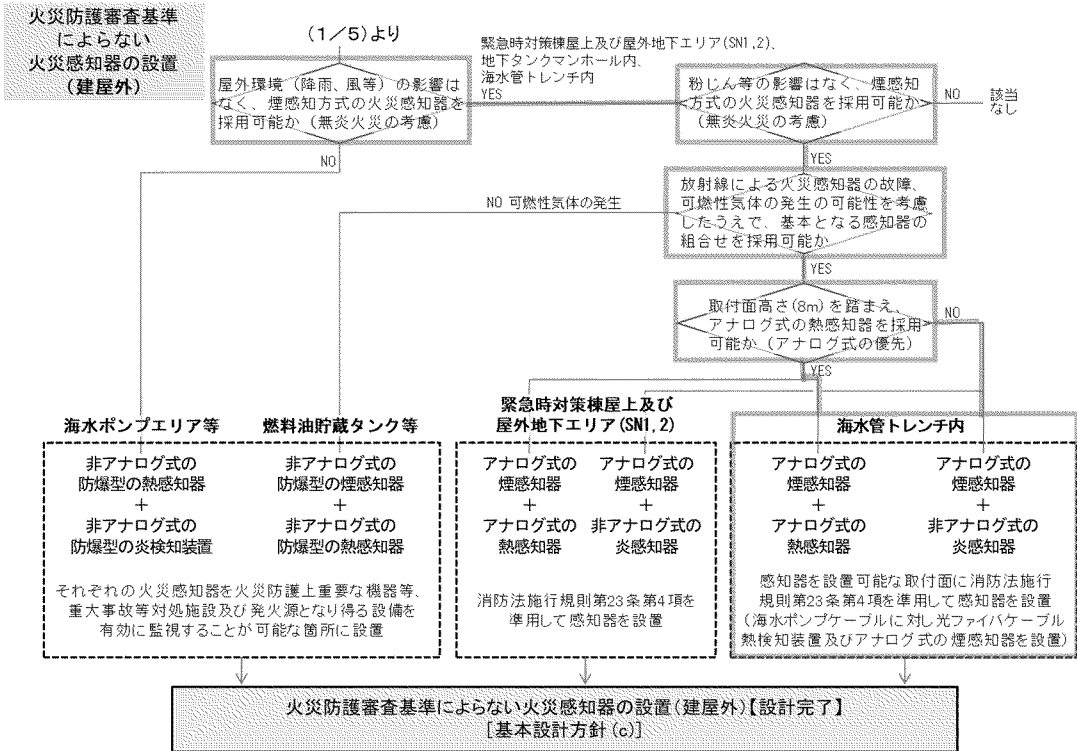 火災防護審査基準
によらない
火災感知器の設置
(建屋外)
(1/5)より
緊急時対策棟屋上及び屋外地下エリア(SN1,2)、
地下タンクマンホール内、
海水管トレンチ内
屋外環境(降雨、風等)の影響は
なく、煙感知方式の火災感知器を
採用可能か(無炎火災の考慮)
YES
NO
粉じん等の影響はなく、煙感知
方式の火災感知器を採用可能か
(無炎火災の考慮)
NO
該当
なし
YES
放射線による火災感知器の故障、
可燃性気体の発生の可能性を考慮
したうえで、基本となる感知器の
組合せを採用可能か
NO 可燃性気体の発生
YES
取付面高さ(8m)を踏まえ、
アナログ式の熱感知器を採用
可能か(アナログ式の優先)
NO
YES
海水ポンプエリア等
非アナログ式の
防爆型の熱感知器
+
非アナログ式の
防爆型の炎検知装置
燃料油貯蔵タンク等
非アナログ式の
防爆型の煙感知器
+
非アナログ式の
防爆型の熱感知器
それぞれの火災感知器を火災防護上重要な機器等、
重大事故等対処施設及び発火源となり得る設備を
有効に監視することが可能な箇所に設置
緊急時対策棟屋上及び
屋外地下エリア(SN1,2)
アナログ式の
煙感知器
+
アナログ式の
熱感知器
アナログ式の
煙感知器
+
非アナログ式の
炎感知器
消防法施行規則第23条第4項を
準用して感知器を設置
海水管トレンチ内
アナログ式の
煙感知器
+
アナログ式の
熱感知器
アナログ式の
煙感知器
+
非アナログ式の
炎感知器
感知器を設置可能な取付面に消防法施行
規則第23条第4項を準用して感知器を設置
(海水ポンプケーブルに対し光ファイバケーブル
熱検知装置及びアナログ式の煙感知器を設置)
火災防護審査基準によらない火災感知器の設置(建屋外)【設計完了】
[基本設計方針(c)]